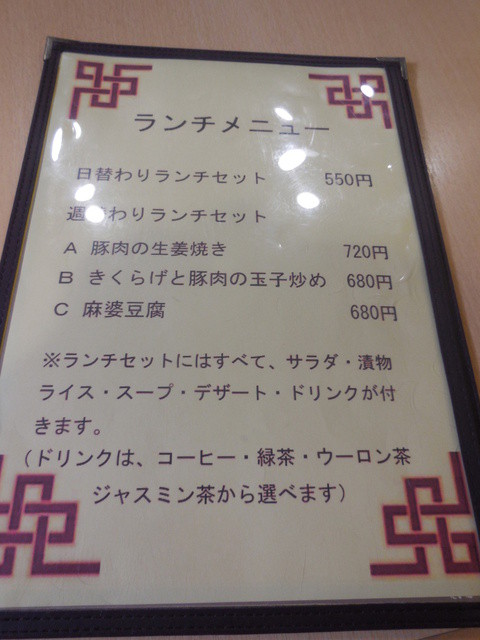 ランチメニュー
日替わりランチセット 550円
週替わりランチセット
A 豚肉の生姜焼き 720円
B きくらげと豚肉の玉子炒め 680円
C 麻婆豆腐 680円
※ランチセットにはすべて、サラダ・漬物
ライス・スープ・デザート・ドリンクが付
きます。
(ドリンクは、コーヒー・緑茶・ウーロン茶
ジャスミン茶から選べます)